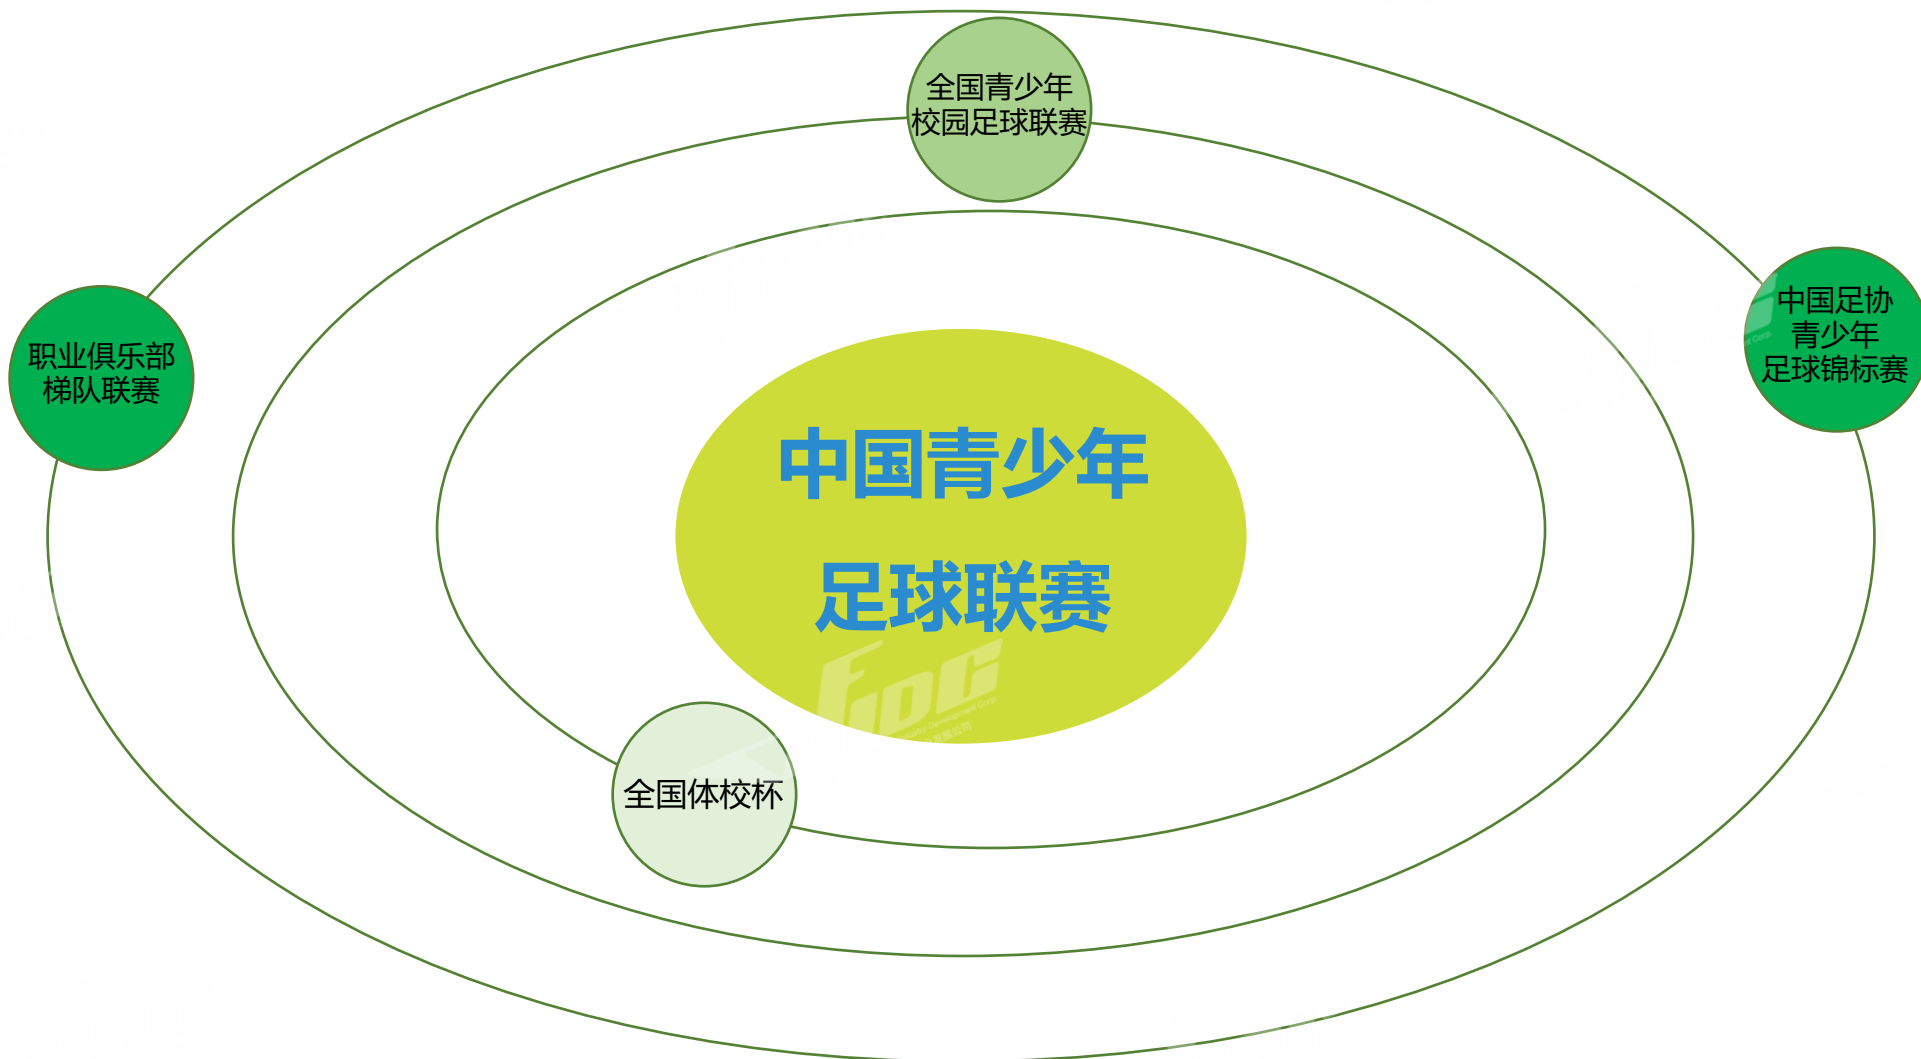 全国青少年
校园足球联赛
中国足协
青少年
足球锦标赛
职业俱乐部
梯队联赛
中国青少年
足球联赛
全国体校杯